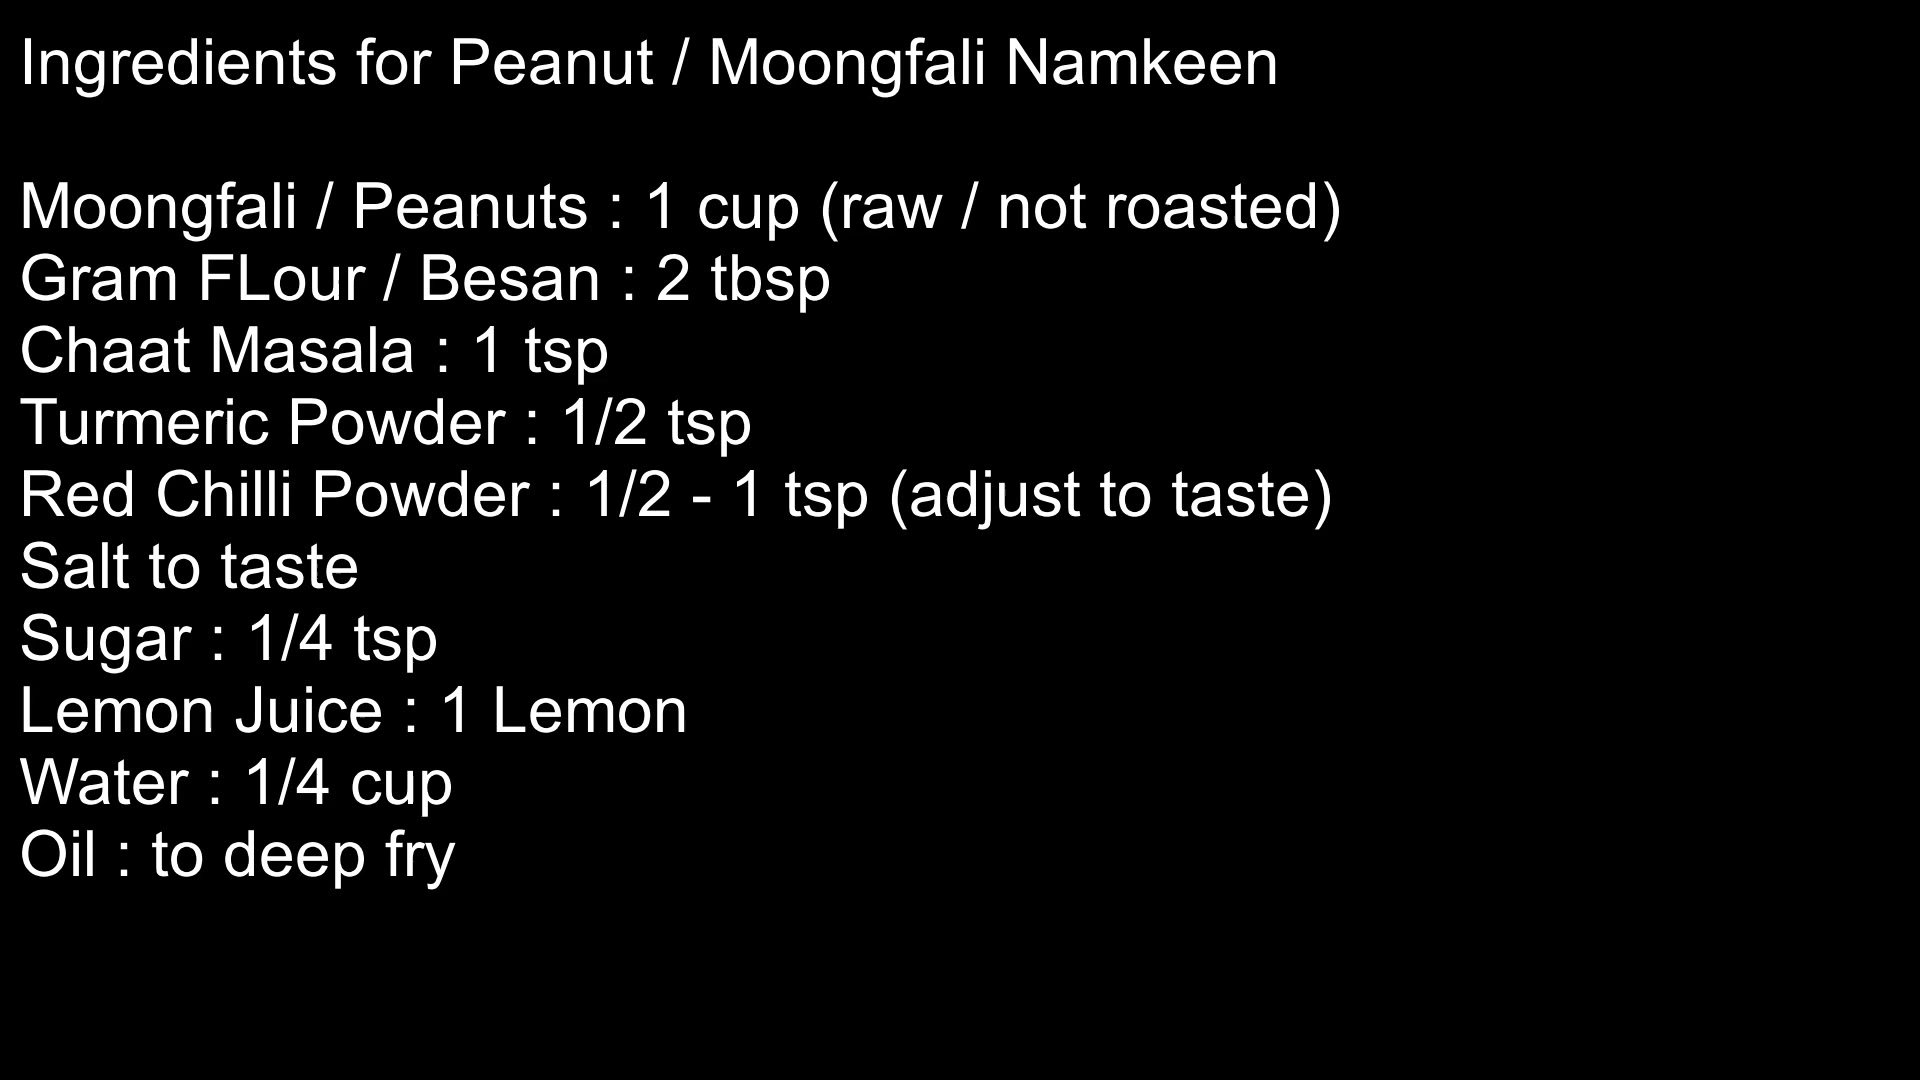 Ingredients for Peanut / Moongfali Namkeen
Moongfali / Peanuts : 1 cup (raw / not roasted)
Gram FLour / Besan : 2 tbsp
Chaat Masala : 1 tsp
Turmeric Powder : 1/2 tsp
Red Chilli Powder : 1/2 - 1 tsp (adjust to taste)
Salt to taste
Sugar : 1/4 tsp
Lemon Juice : 1 Lemon
Water : 1/4 cup
Oil : to deep fry